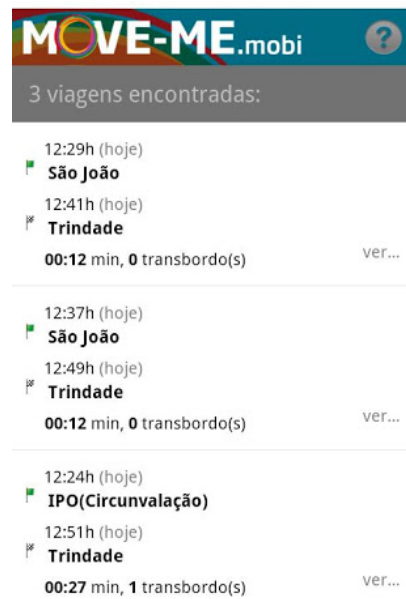 MOVE-ME.mobi ?
3 viagens encontradas:
12:29h (hoje)
São João
12:41h (hoje)
Trindade
00:12 min, 0 transbordo(s) ver...
12:37h (hoje)
São João
12:49h (hoje)
Trindade
00:12 min, 0 transbordo(s) ver...
12:24h (hoje)
IPO(Circunvalação)
12:51h (hoje)
Trindade
00:27 min, 1 transbordo(s) ver...